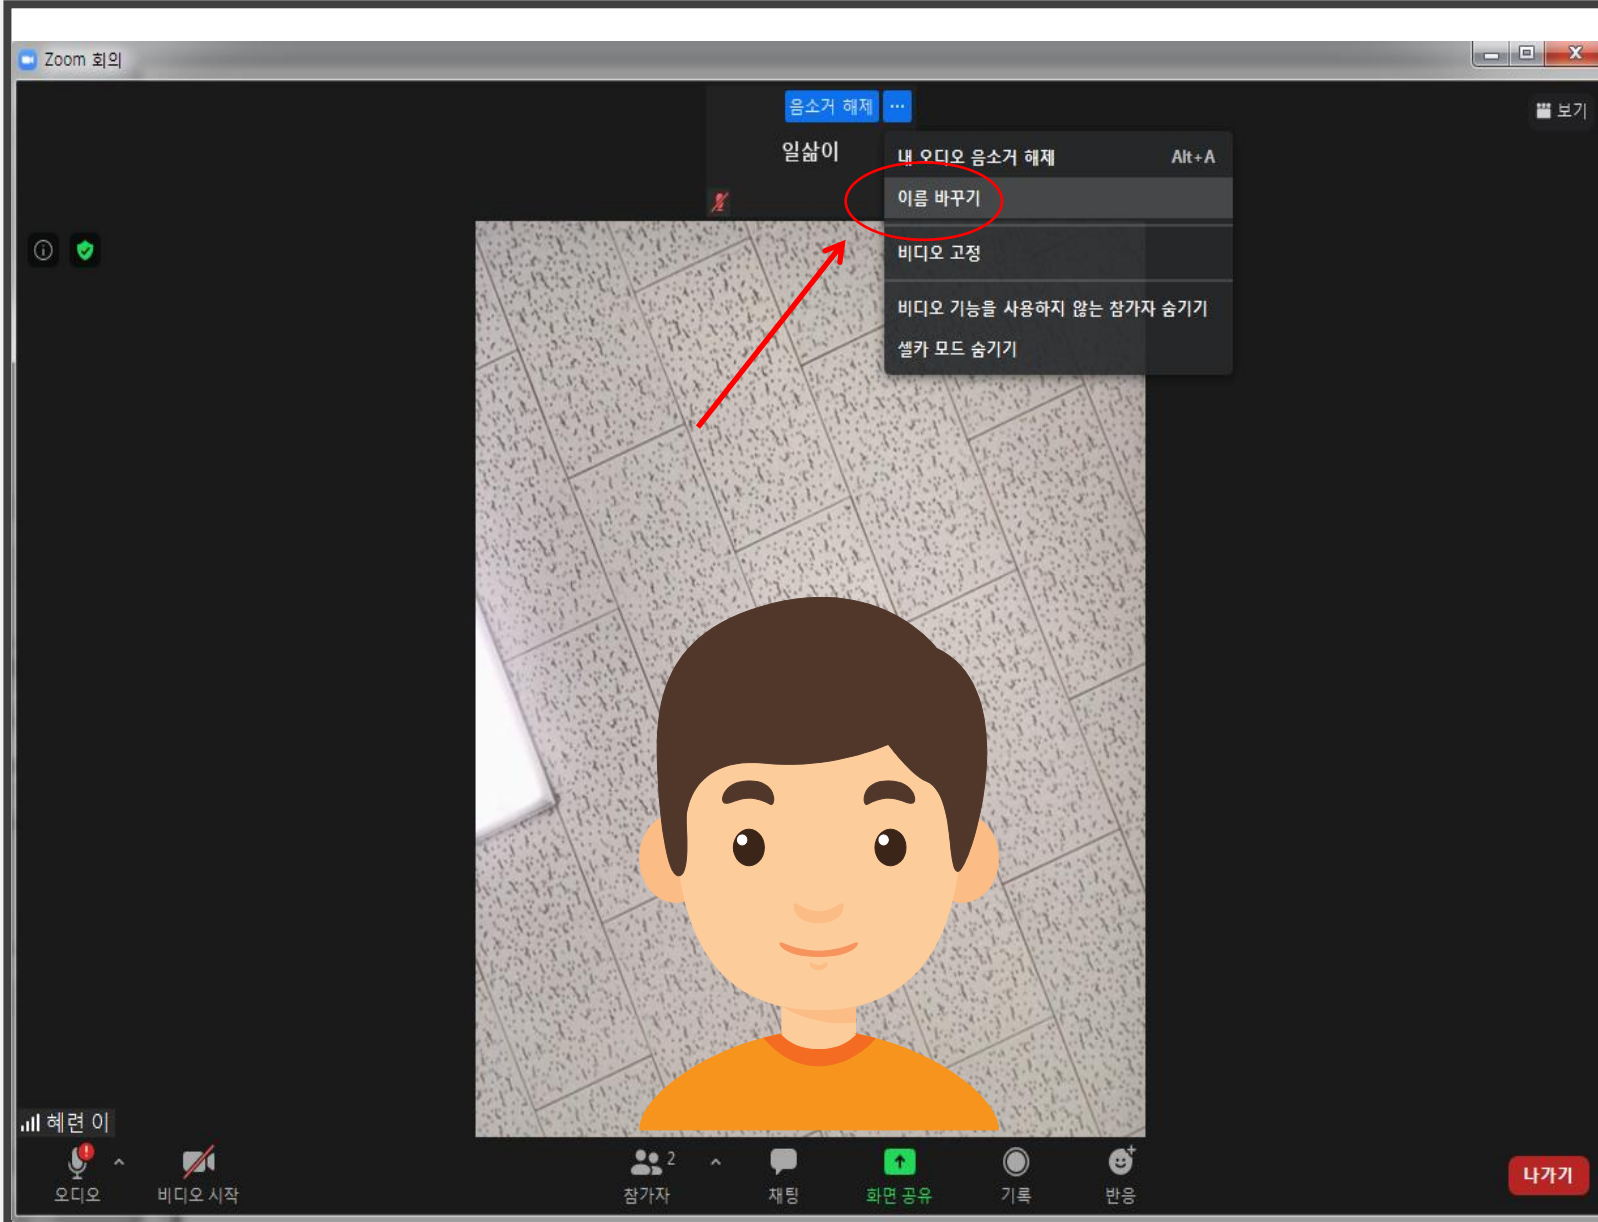 Zoom 회의
음소거 해제 ···
보기
일삶이
내 오디오 음소거 해제 Alt+A
이름 바꾸기
비디오 고정
비디오 기능을 사용하지 않는 참가자 숨기기
셀카 모드 숨기기
혜련 이
2
오디오
비디오 시작
참가자
채팅
화면 공유
기록
반응
나가기